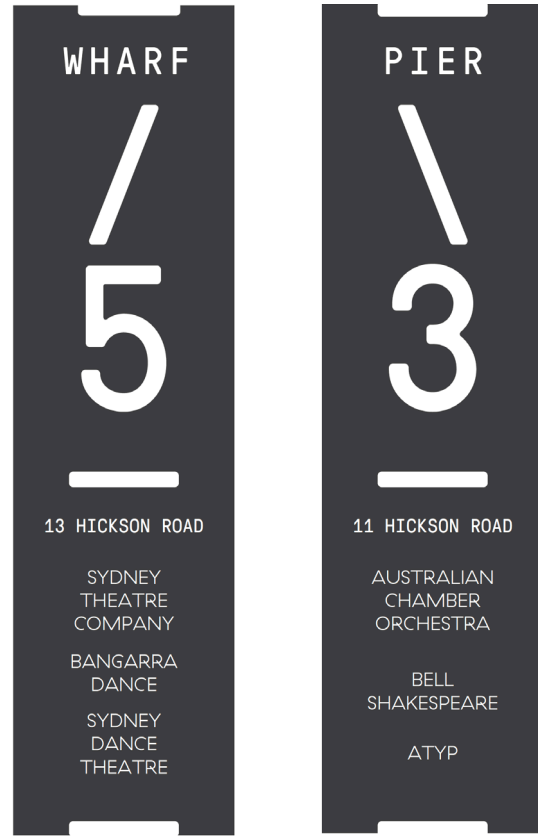 WHARF
/
5
13 HICKSON ROAD
SYDNEY
THEATRE
COMPANY
BANGARRA
DANCE
SYDNEY
DANCE
THEATRE
PIER
\
3
11 HICKSON ROAD
AUSTRALIAN
CHAMBER
ORCHESTRA
BELL
SHAKESPEARE
ATYP